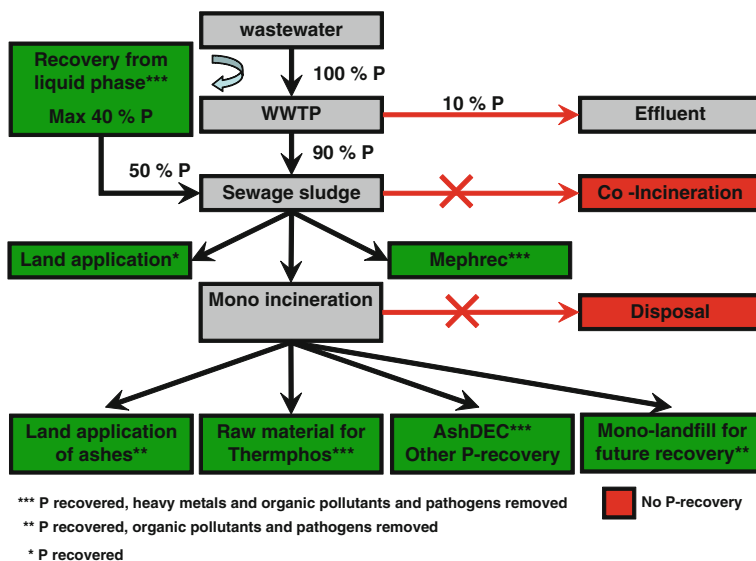 wastewater
Recovery from
liquid phase***
Max 40 % P
100 % P
WWTP
10 % P
Effluent
90 % P
50 % P
Sewage sludge
Co -Incineration
Land application*
Mephrec***
Mono incineration
Disposal
Land application
of ashes**
Raw material for
Thermphos***
AshDEC***
Other P-recovery
Mono-landfill for
future recovery**
*** P recovered, heavy metals and organic pollutants and pathogens removed
No P-recovery
** P recovered, organic pollutants and pathogens removed
* P recovered